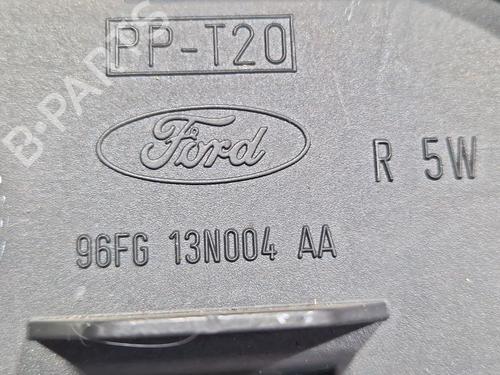 PP-T20
B-PARTS
Ford
R 5W
96FG 13N004 AA